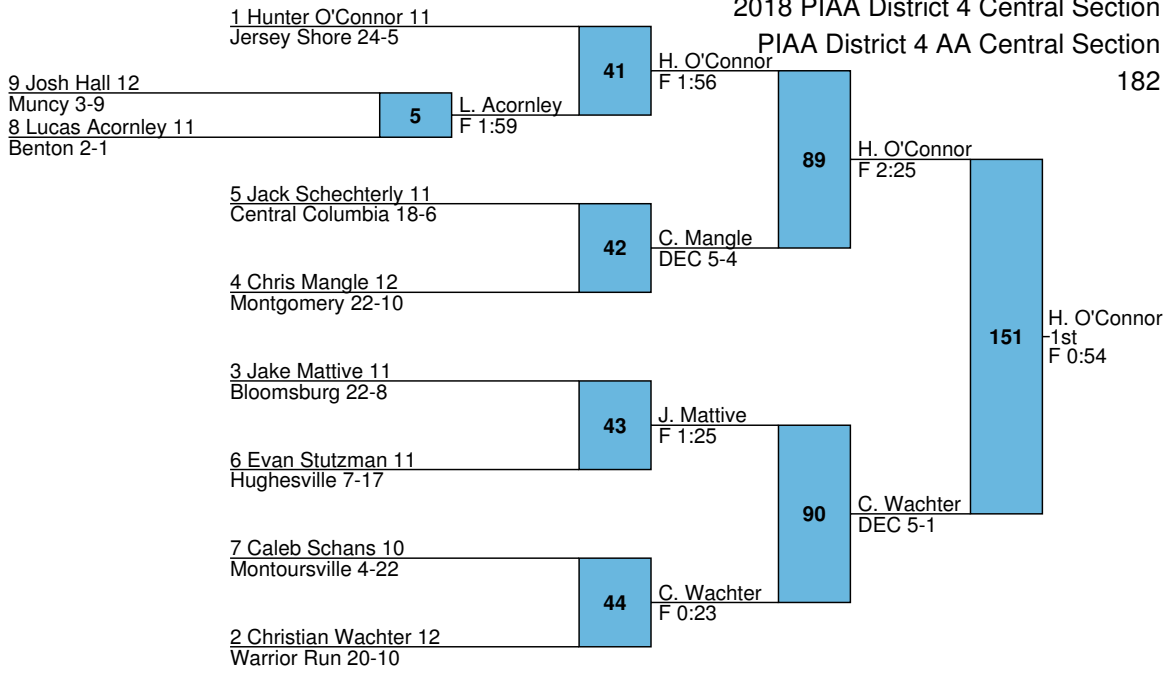 2018 PIAA District 4 Central Section
PIAA District 4 AA Central Section
182
1 Hunter O'Connor 11
Jersey Shore 24-5
9 Josh Hall 12
Muncy 3-9
8 Lucas Acornley 11
Benton 2-1
5
L. Acornley
F 1:59
41
H. O'Connor
F 1:56
5 Jack Schechterly 11
Central Columbia 18-6
4 Chris Mangle 12
Montgomery 22-10
42
C. Mangle
DEC 5-4
89
H. O'Connor
F 2:25
3 Jake Mattive 11
Bloomsburg 22-8
6 Evan Stutzman 11
Hughesville 7-17
43
J. Mattive
F 1:25
7 Caleb Schans 10
Montoursville 4-22
2 Christian Wachter 12
Warrior Run 20-10
44
C. Wachter
F 0:23
90
C. Wachter
DEC 5-1
151
H. O'Connor
1st
F 0:54